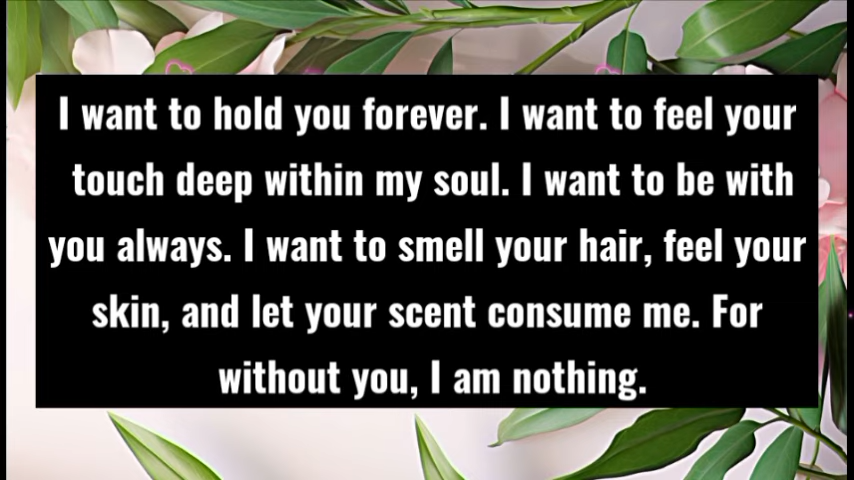 I want to hold you forever. I want to feel your
touch deep within my soul. I want to be with
you always. I want to smell your hair, feel your
skin, and let your scent consume me. For
without you, I am nothing.